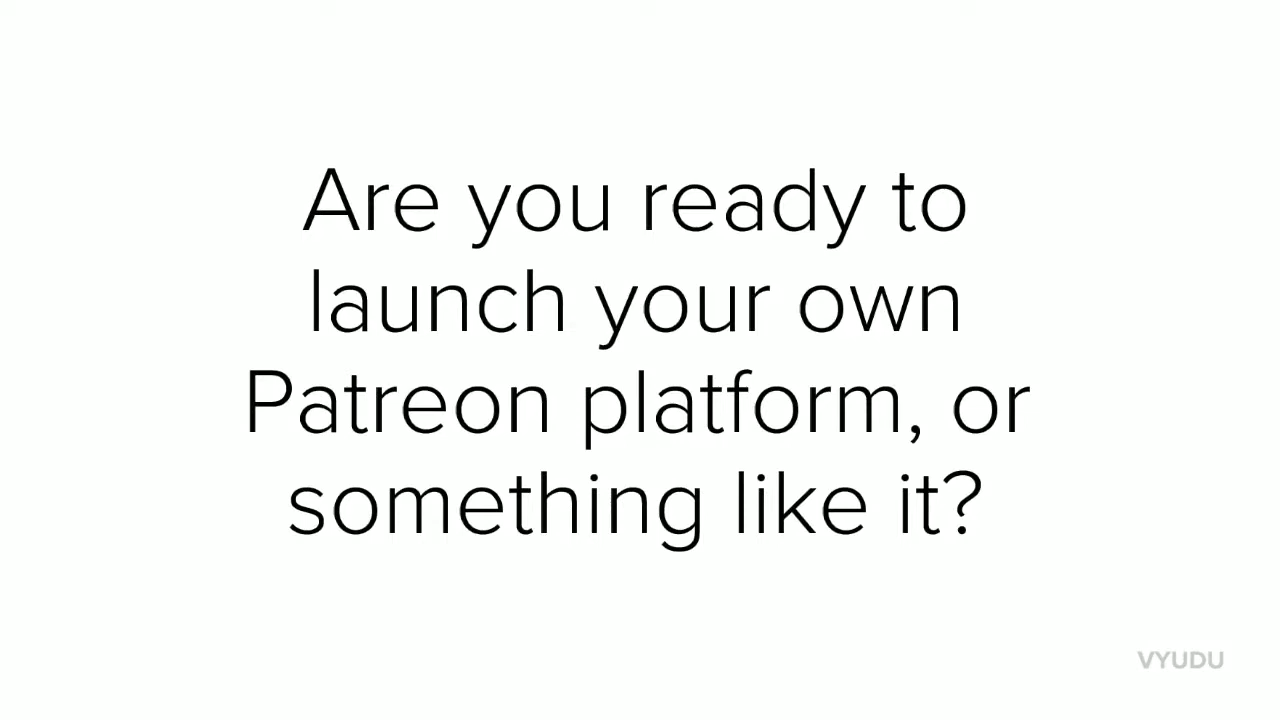 Are you ready to
launch your own
Patreon platform, or
something like it?
VYUDU